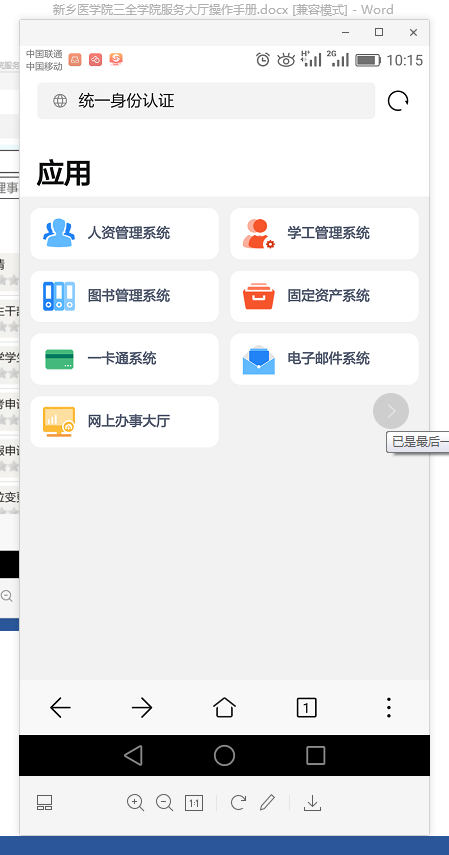 新乡医学院三全学院服务大厅操作手册.docx [兼容模式] - Word
中国联通
中国移动
H+
2G
10:15
统一身份认证
应用
人资管理系统
学工管理系统
图书管理系统
固定资产系统
一卡通系统
电子邮件系统
网上办事大厅
已是最后一
1
1:1